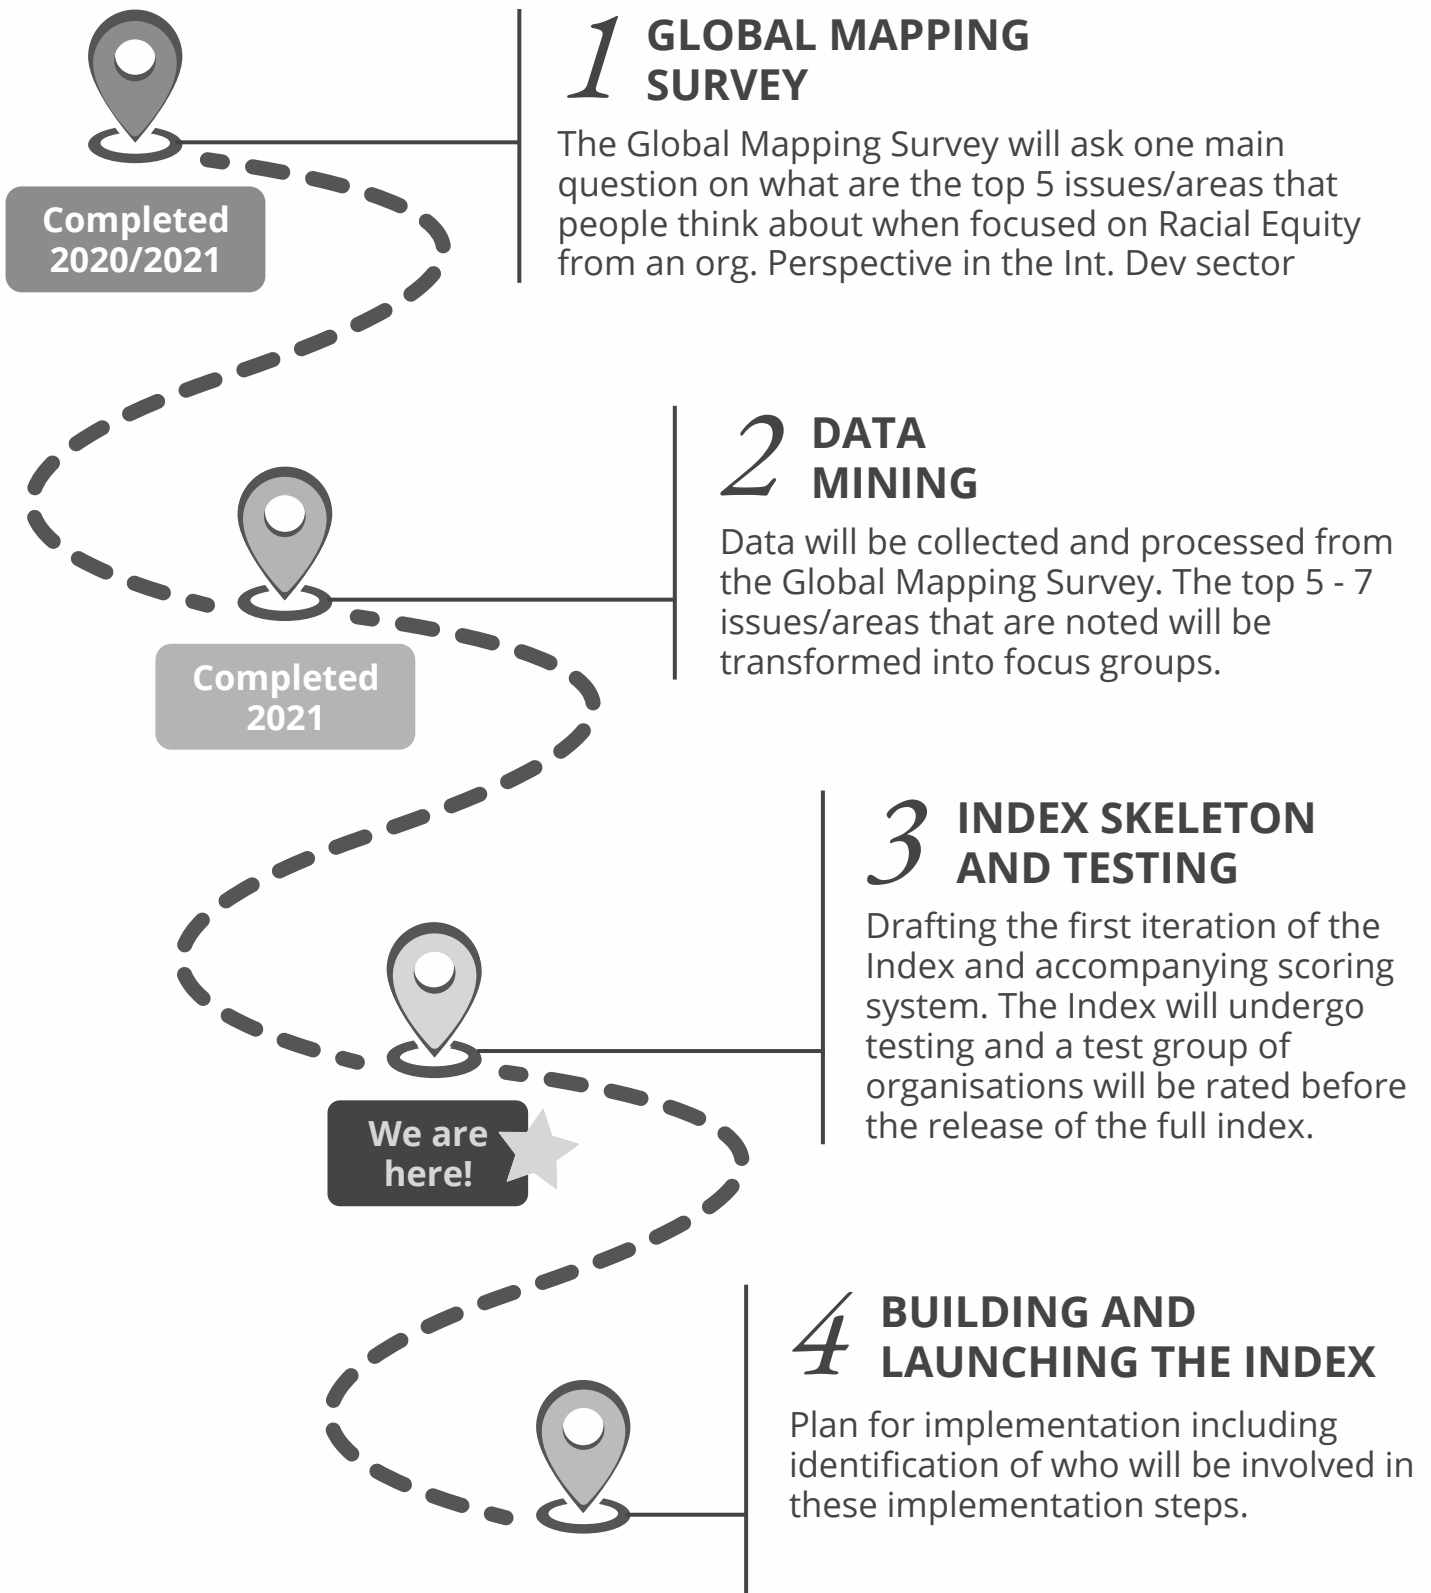 1 GLOBAL MAPPING
SURVEY
The Global Mapping Survey will ask one main
question on what are the top 5 issues/areas that
people think about when focused on Racial Equity
from an org. Perspective in the Int. Dev sector
Completed
2020/2021
2 DATA
MINING
Data will be collected and processed from
the Global Mapping Survey. The top 5 - 7
issues/areas that are noted will be
transformed into focus groups.
Completed
2021
3 INDEX SKELETON
AND TESTING
Drafting the first iteration of the
Index and accompanying scoring
system. The Index will undergo
testing and a test group of
organisations will be rated before
the release of the full index.
We are
here!
4 BUILDING AND
LAUNCHING THE INDEX
Plan for implementation including
identification of who will be involved in
these implementation steps.